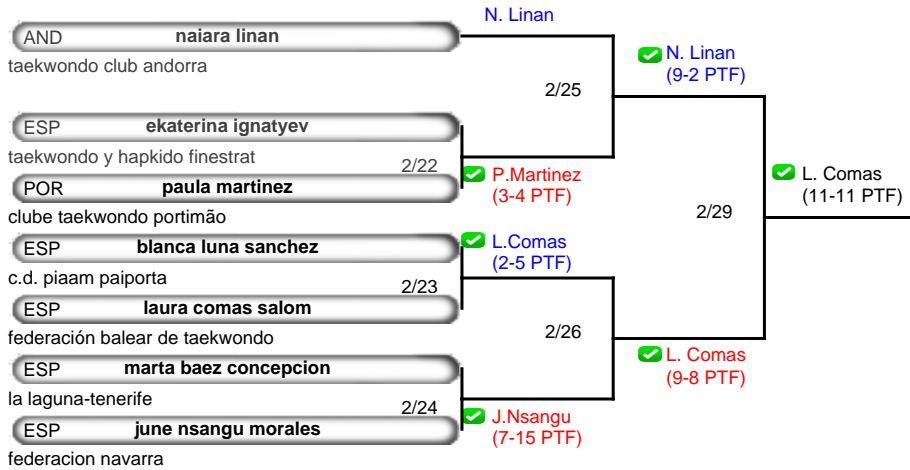 N. Linan
AND naiara linan
taekwondo club andorra
N. Linan
(9-2 PTF)
2/25
ESP ekaterina ignatyev
taekwondo y hapkido finestrat
2/22
POR paula martinez
clube taekwondo portimão
P.Martinez
(3-4 PTF)
L. Comas
(11-11 PTF)
2/29
ESP blanca luna sanchez
c.d. piaam paiporta
L.Comas
(2-5 PTF)
2/23
ESP laura comas salom
federación balear de taekwondo
2/26
ESP marta baez concepcion
la laguna-tenerife
L. Comas
(9-8 PTF)
2/24
ESP june nsangu morales
federacion navarra
J.Nsangu
(7-15 PTF)